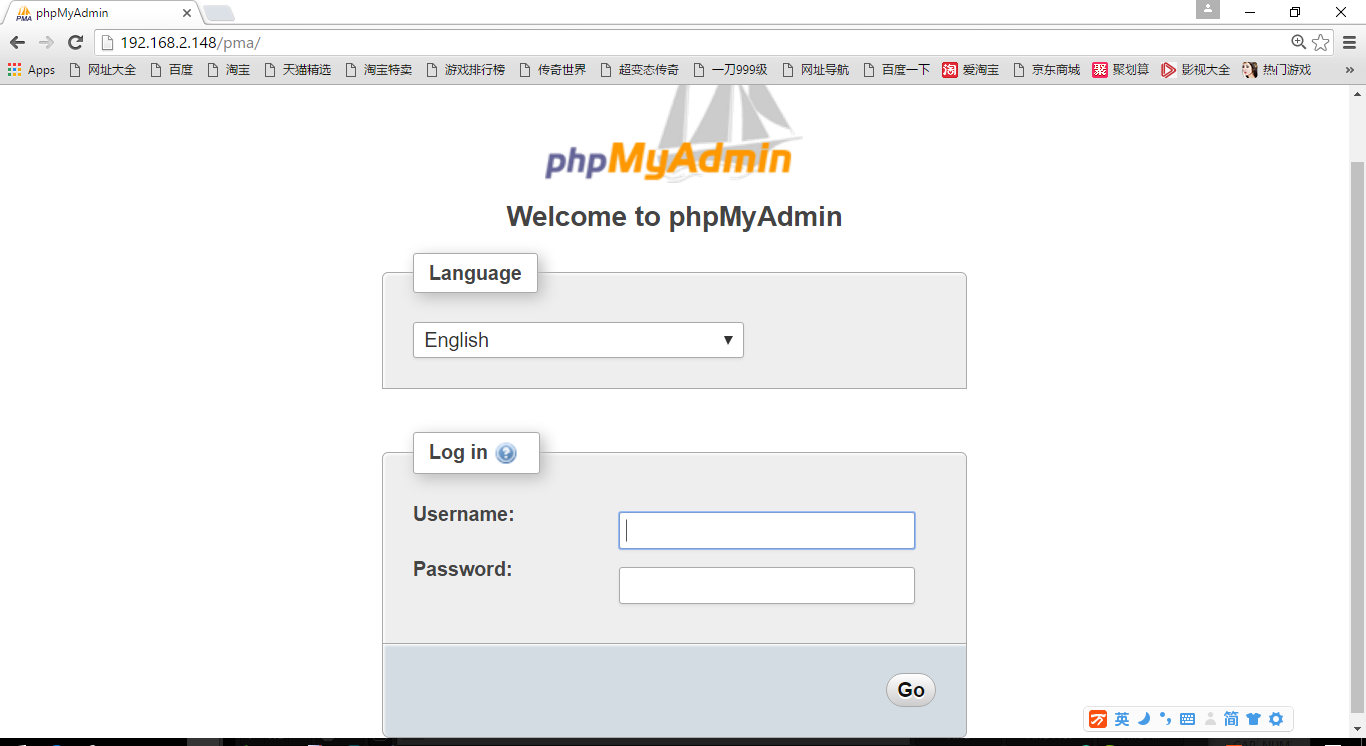 phpMyAdmin
192.168.2.148/pma/
Apps 网址大全 百度 淘宝 天猫精选 淘宝特卖 游戏排行榜 传奇世界 超变态传奇 一刀999级 网址导航 百度一下 淘 爱淘宝 京东商城 聚 聚划算 影视大全 热门游戏 »
phpMyAdmin
Welcome to phpMyAdmin
Language
English
Log in
Username:
Password:
Go
英 简